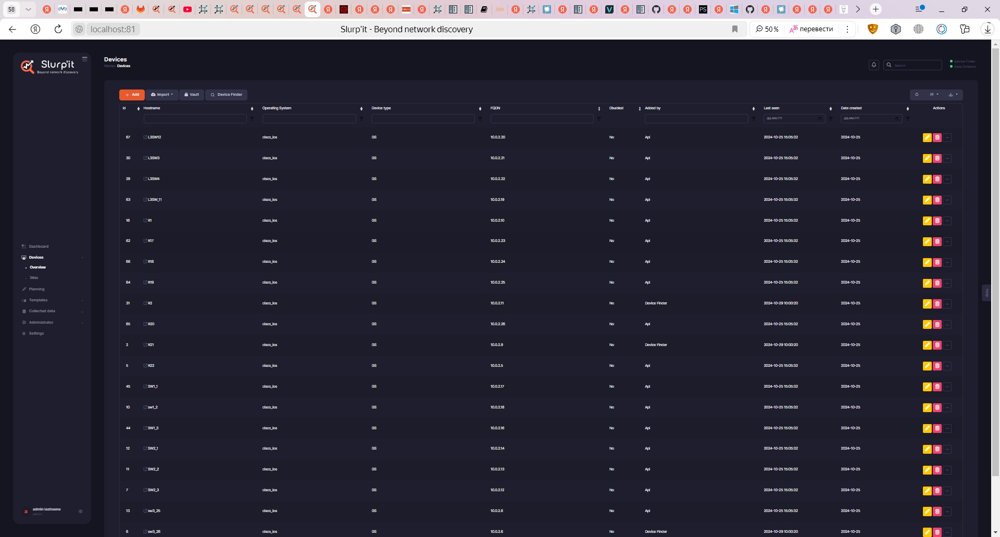 58
localhost:81
Slurp'it - Beyond network discovery
50 %
перевести
Slurp'it
Beyond network discovery
Devices
Home• Devices
Search
Device Finder
Data Collector
Add
Import
Vault
Device Finder
Id Hostname Operating System Device type FQDN Disabled Added by Last seen Date created Actions
ДД.ММ.ГГГГ ДД.ММ.ГГГГ
67 L3SW12 cisco_ios GS 10.0.2.20 No Api 2024-10-25 15:05:32 2024-10-25
30 L3SW3 cisco_ios GS 10.0.2.21 No Api 2024-10-25 15:05:32 2024-10-25
29 L3SW4 cisco_ios GS 10.0.2.22 No Api 2024-10-25 15:05:32 2024-10-25
63 L3SW_11 cisco_ios GS 10.0.2.19 No Api 2024-10-25 15:05:32 2024-10-25
16 R1 cisco_ios GS 10.0.2.10 No Api 2024-10-25 15:05:32 2024-10-25
62 R17 cisco_ios GS 10.0.2.23 No Api 2024-10-25 15:05:32 2024-10-25
66 R18 cisco_ios GS 10.0.2.24 No Api 2024-10-25 15:05:32 2024-10-25
64 R19 cisco_ios GS 10.0.2.25 No Api 2024-10-25 15:05:32 2024-10-25
31 R2 cisco_ios GS 10.0.2.11 No Device Finder 2024-10-29 10:00:20 2024-10-25
65 R20 cisco_ios GS 10.0.2.26 No Api 2024-10-25 15:05:32 2024-10-25
2 R21 cisco_ios GS 10.0.2.9 No Device Finder 2024-10-29 10:00:20 2024-10-25
5 R22 cisco_ios GS 10.0.2.5 No Api 2024-10-25 15:05:32 2024-10-25
45 SW1_1 cisco_ios GS 10.0.2.17 No Api 2024-10-25 15:05:32 2024-10-25
10 sw1_2 cisco_ios GS 10.0.2.18 No Api 2024-10-25 15:05:32 2024-10-25
44 SW1_3 cisco_ios GS 10.0.2.16 No Api 2024-10-25 15:05:32 2024-10-25
12 SW2_1 cisco_ios GS 10.0.2.14 No Api 2024-10-25 15:05:32 2024-10-25
11 SW2_2 cisco_ios GS 10.0.2.13 No Api 2024-10-25 15:05:32 2024-10-25
7 SW2_3 cisco_ios GS 10.0.2.12 No Api 2024-10-25 15:05:32 2024-10-25
13 sw3_25 cisco_ios GS 10.0.2.8 No Api 2024-10-25 15:05:32 2024-10-25
6 sw3_26 cisco_ios GS 10.0.2.6 No Device Finder 2024-10-29 10:00:20 2024-10-25
Dashboard
Devices
Overview
Sites
Planning
Templates
Collected data
Administrator
Settings
a
admin lastname
admin
Help